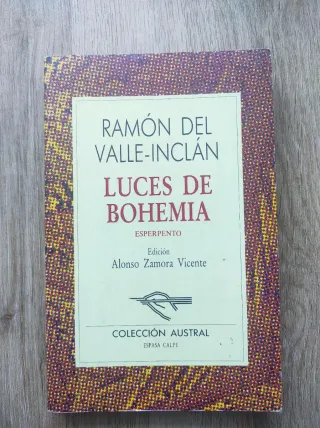 RAMÓN DEL
VALLE-INCLÁN
LUCES DE
BOHEMIA
ESPERPENTO
Edición
Alonso Zamora Vicente
COLECCIÓN AUSTRAL
ESPASA CALPE